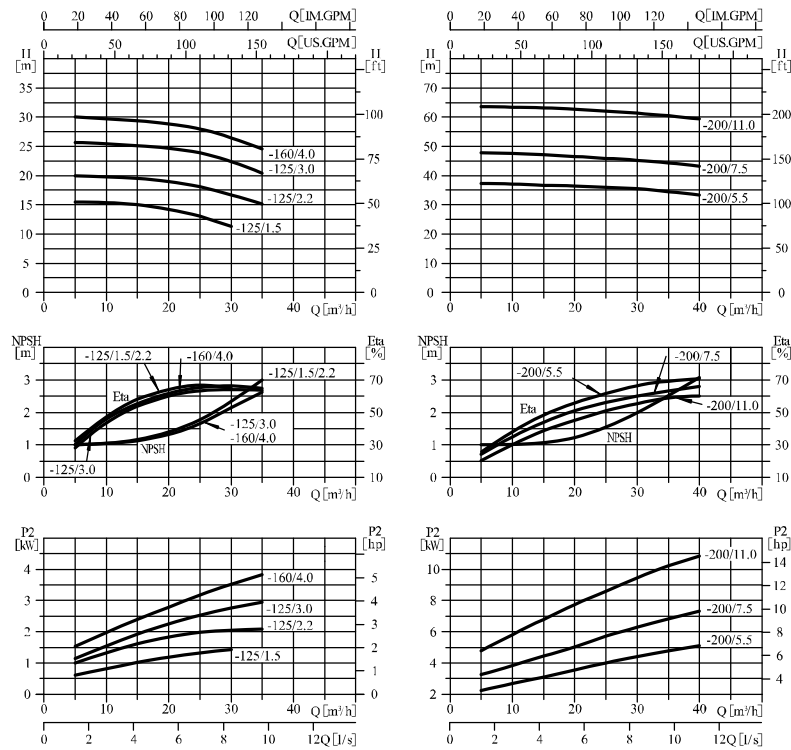 0 20 40 60 80 100 120 Q[IM.GPM]
0 50 100 150 Q[US.GPM]
H
[m]
H
[ft]
35
30
25
20
15
10
5
0
100
75
50
25
0
-160/4.0
-125/3.0
-125/2.2
-125/1.5
0 10 20 30 Q [m³/h]
0 20 40 60 80 100 120 Q[IM.GPM]
0 50 100 150 Q[US.GPM]
H
[m]
H
[ft]
70
60
50
40
30
20
10
0
200
150
100
50
0
-200/11.0
-200/7.5
-200/5.5
0 10 20 30 40 Q [m³/h]
NPSH
[m]
Eta
[%]
3
2
1
0
70
50
30
10
-125/1.5/2.2
-160/4.0
-125/1.5/2.2
Eta
-125/3.0
-160/4.0
NPSH
-125/3.0
0 10 20 30 40 Q [m³/h]
NPSH
[m]
Eta
[%]
3
2
1
0
70
50
30
10
-200/7.5
-200/5.5
Eta
-200/11.0
NPSH
0 10 20 30 40 Q [m³/h]
P2
[kW]
P2
[hp]
4
3
2
1
0
5
4
3
2
1
0
-160/4.0
-125/3.0
-125/2.2
-125/1.5
0 10 20 30 40 Q [m³/h]
0 2 4 6 8 10 12Q [l/s]
P2
[kW]
P2
[hp]
10
8
6
4
2
14
12
10
8
6
4
-200/11.0
-200/7.5
-200/5.5
0 10 20 30 40 Q [m³/h]
0 2 4 6 8 10 12Q [l/s]